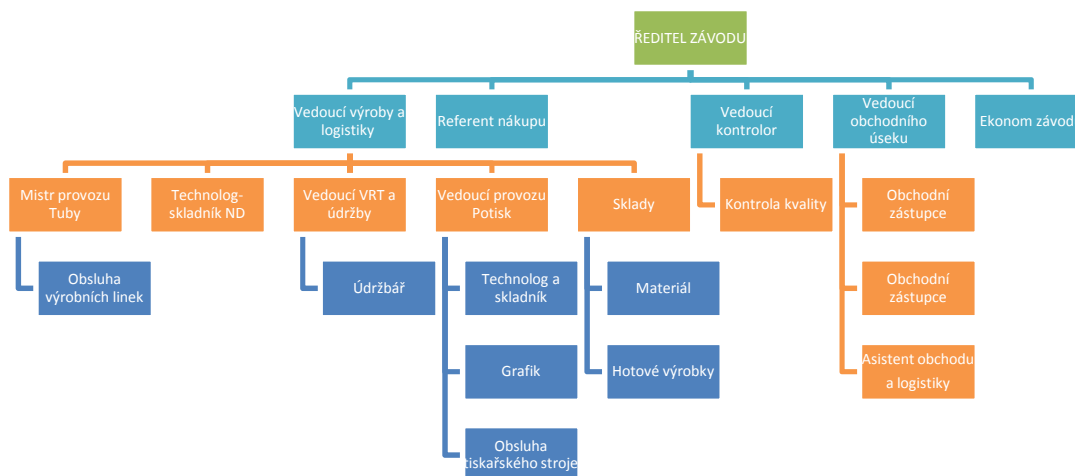 ŘEDITEL ZÁVODU
Vedoucí výroby a
logistiky
Referent nákupu
Vedoucí
kontrolor
Vedoucí
obchodního
úseku
Ekonom závod
Mistr provozu
Tuby
Technolog-
skladník ND
Vedoucí VRT a
údržby
Vedoucí provozu
Potisk
Sklady
Kontrola kvality
Obchodní
zástupce
Obsluha
výrobních linek
Údržbář
Technolog a
skladník
Materiál
Obchodní
zástupce
Grafik
Hotové výrobky
Asistent obchodu
a logistiky
Obsluha
tiskařského stroje